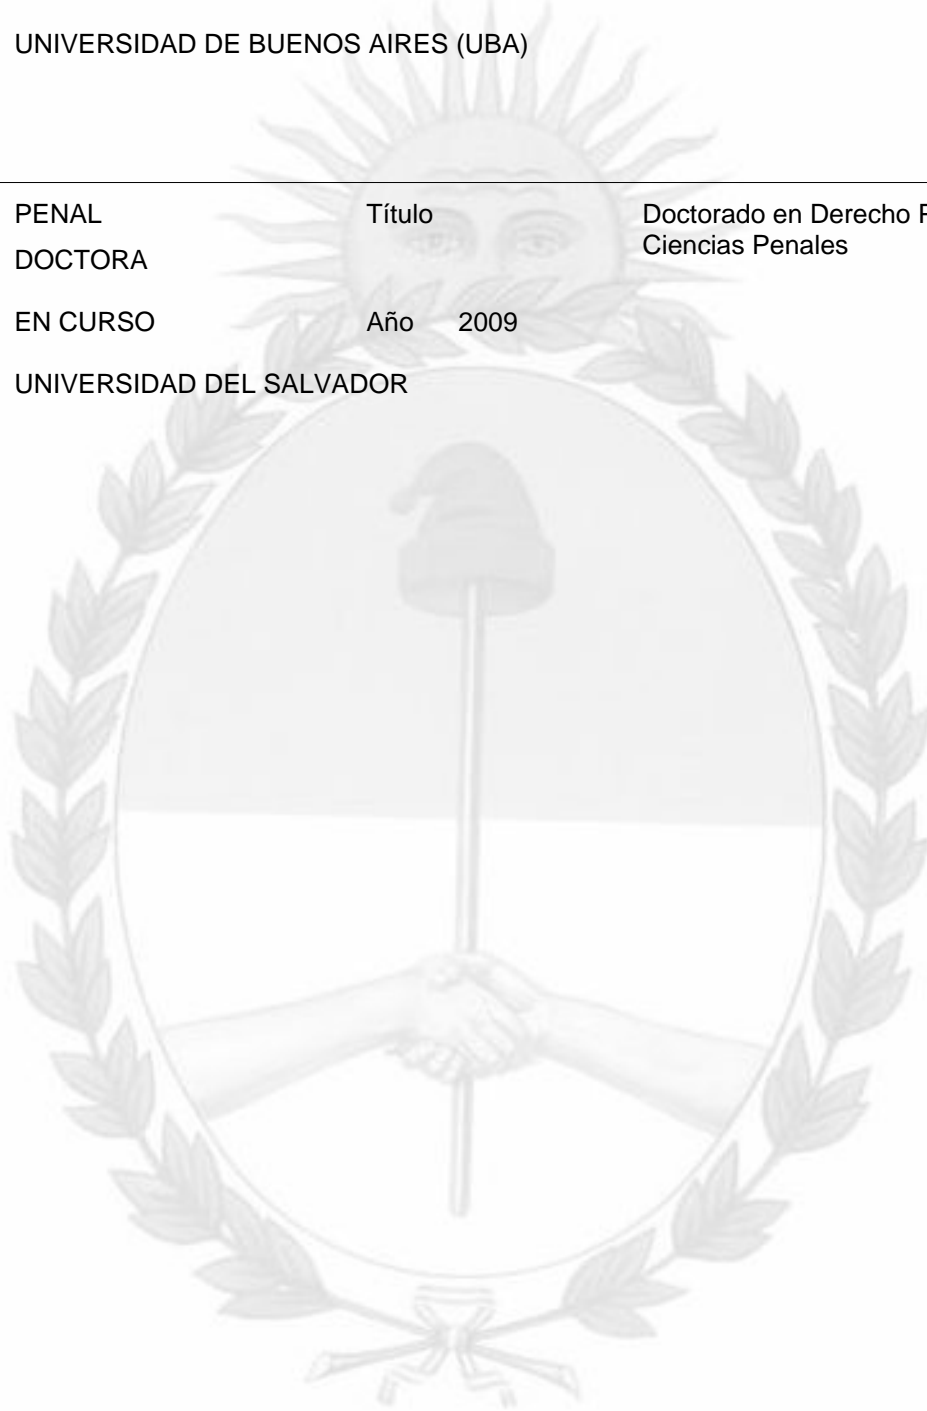 UNIVERSIDAD DE BUENOS AIRES (UBA)
PENAL Título Doctorado en Derecho
DOCTORA Ciencias Penales
EN CURSO Año 2009
UNIVERSIDAD DEL SALVADOR